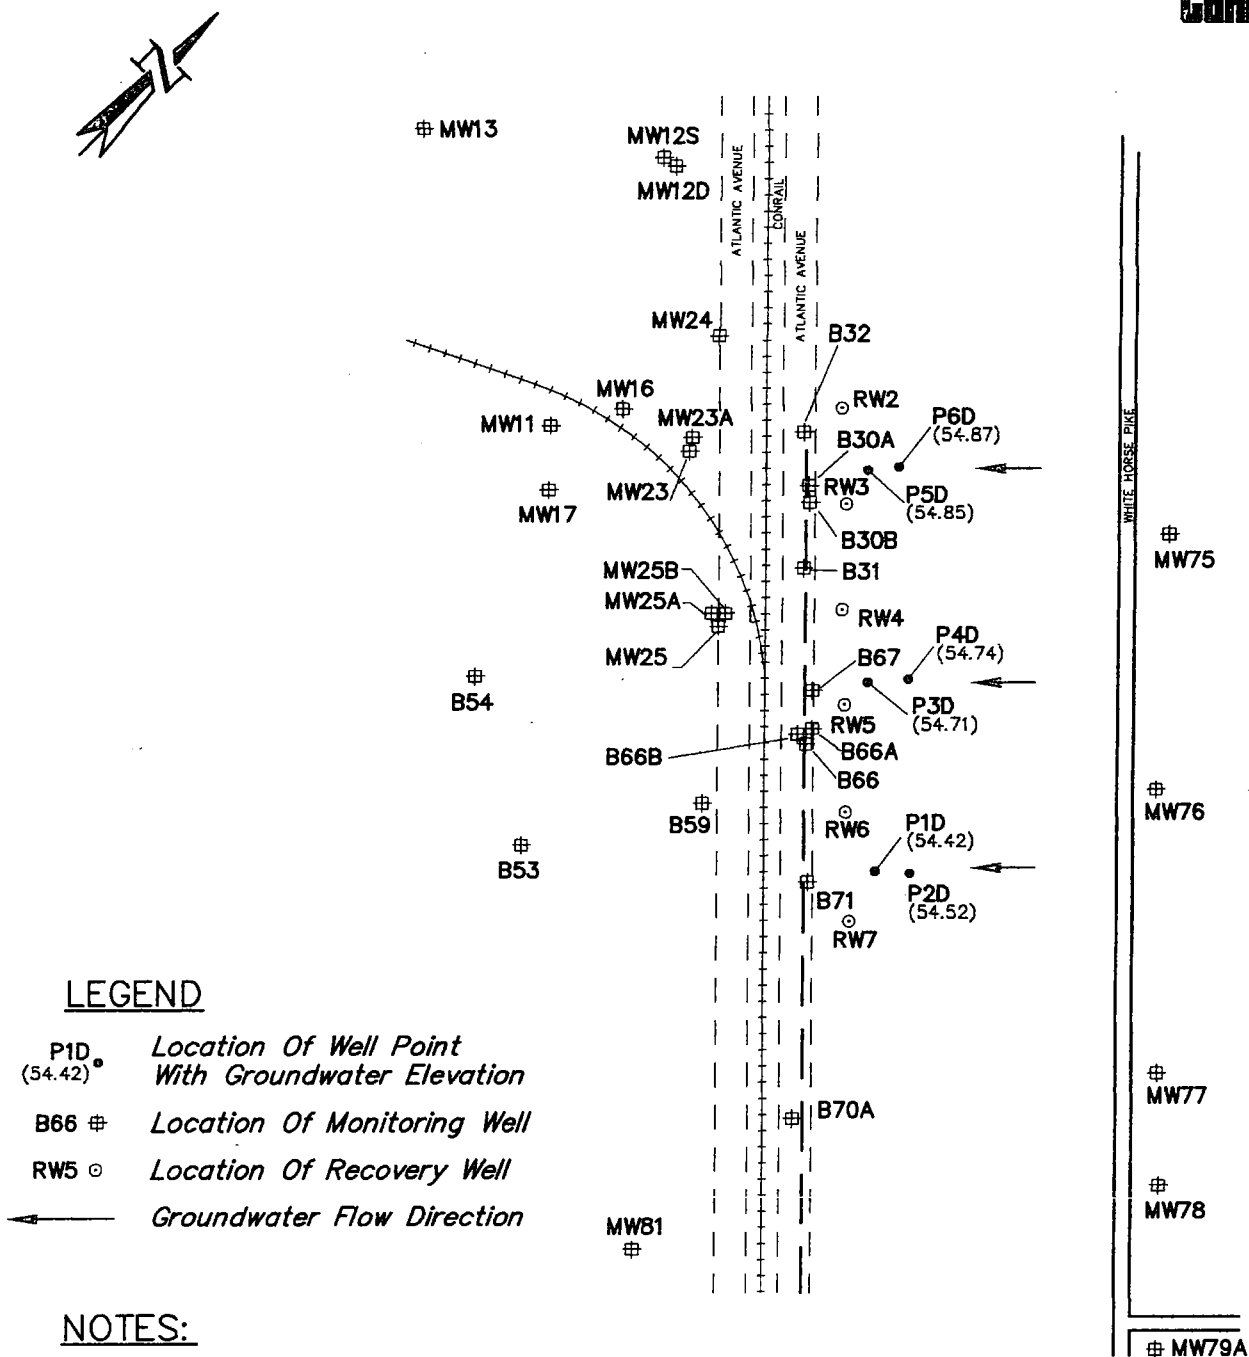 N
MW13
MW12S
MW12D
ATLANTIC AVENUE
CONRAIL
ATLANTIC AVENUE
MW24
B32
MW16
RW2
MW11
MW23A
P6D
(54.87)
B30A
WHITE HORSE PIKE
MW23
RW3
P5D
(54.85)
MW17
B30B
MW75
MW25B
B31
MW25A
RW4
P4D
(54.74)
MW25
B67
B54
P3D
(54.71)
RW5
B66B
B66A
B66
MW76
B59
RW6
P1D
(54.42)
B53
B71
P2D
(54.52)
RW7
LEGEND
P1D
(54.42)
Location Of Well Point
With Groundwater Elevation
B66
Location Of Monitoring Well
RW5
Location Of Recovery Well
Groundwater Flow Direction
B70A
MW77
MW78
MW81
NOTES:
MW79A